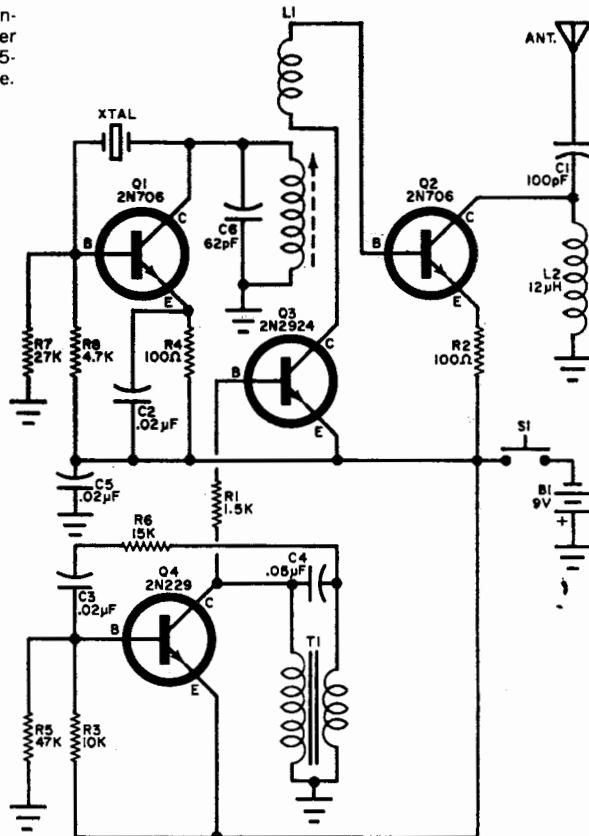 n-
er
5-
e.
L1
ANT.
XTAL
Q1
2N706
C
B
E
C6
62pF
Q2
2N706
C
B
E
C1
100pF
L2
12µH
R7
27K
R8
4.7K
R4
100Ω
C2
.02µF
Q3
2N2924
C
B
E
R2
100Ω
S1
C5
.02µF
R1
1.5K
B1
9V
+
R6
15K
C3
.02µF
Q4
2N229
C
B
E
C4
.05µF
T1
R5
47K
R3
10K